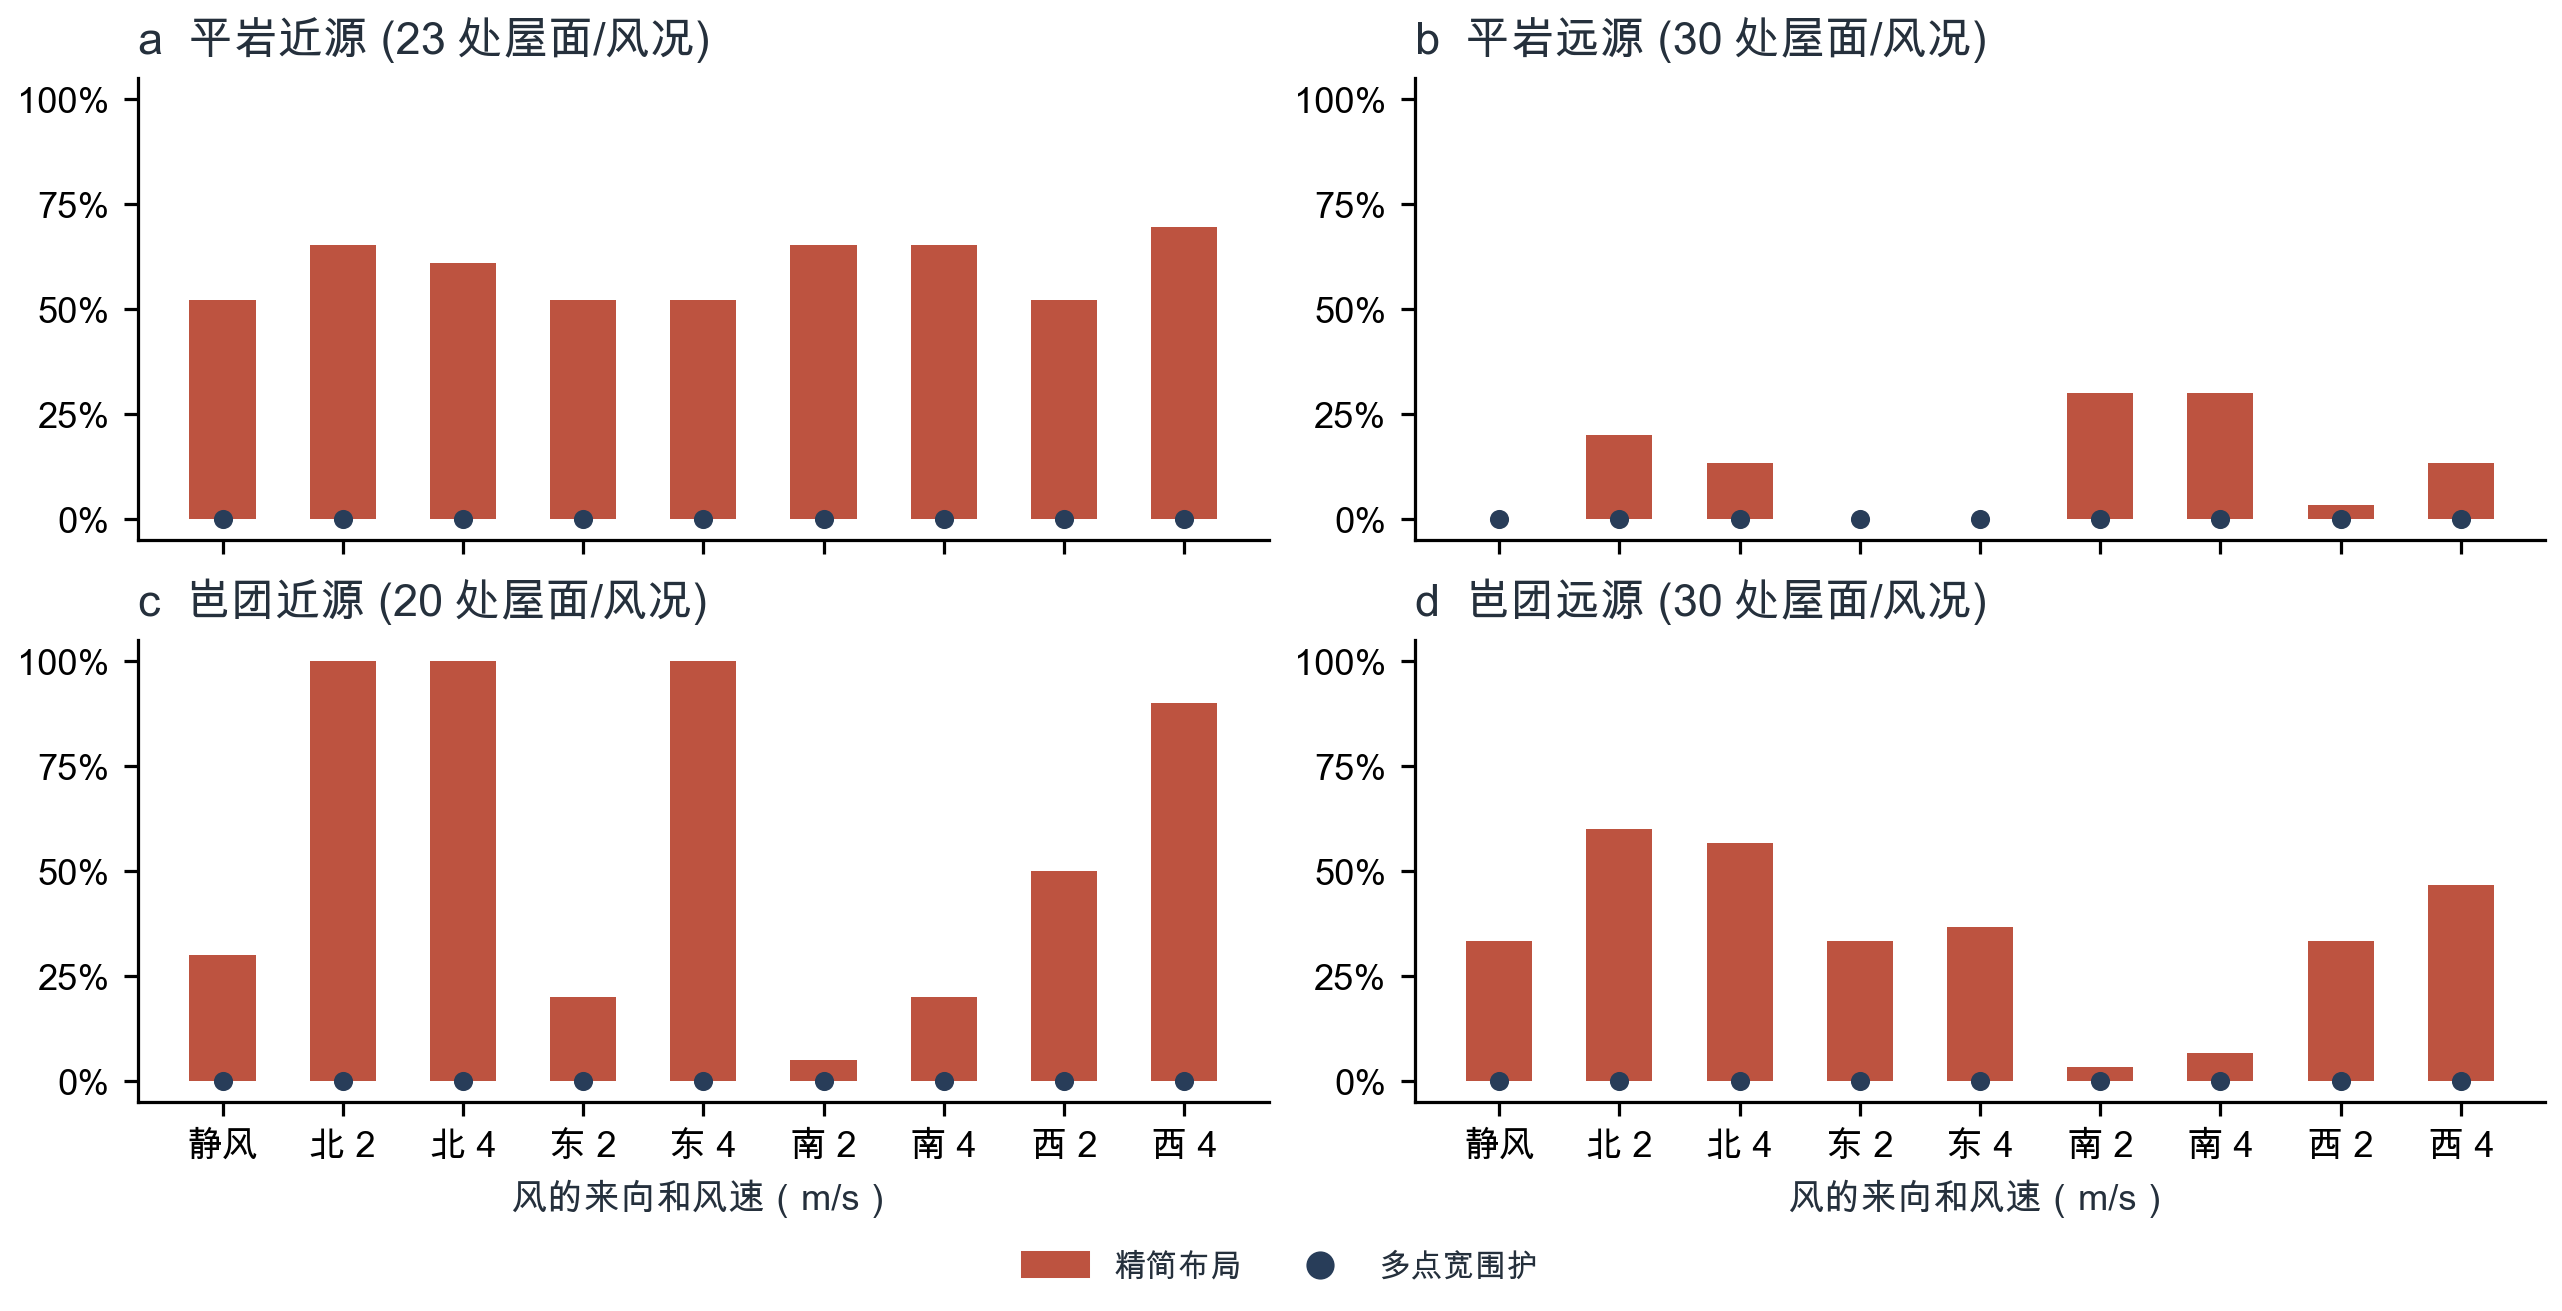 a 平岩近源 (23 处屋面/风况)
100%
75%
50%
25%
0%
b 平岩远源 (30 处屋面/风况)
100%
75%
50%
25%
0%
c 岜团近源 (20 处屋面/风况)
100%
75%
50%
25%
0%
静风 北 2 北 4 东 2 东 4 南 2 南 4 西 2 西 4
风的来向和风速 ( m/s )
d 岜团远源 (30 处屋面/风况)
100%
75%
50%
25%
0%
静风 北 2 北 4 东 2 东 4 南 2 南 4 西 2 西 4
风的来向和风速 ( m/s )
精简布局 多点宽围护